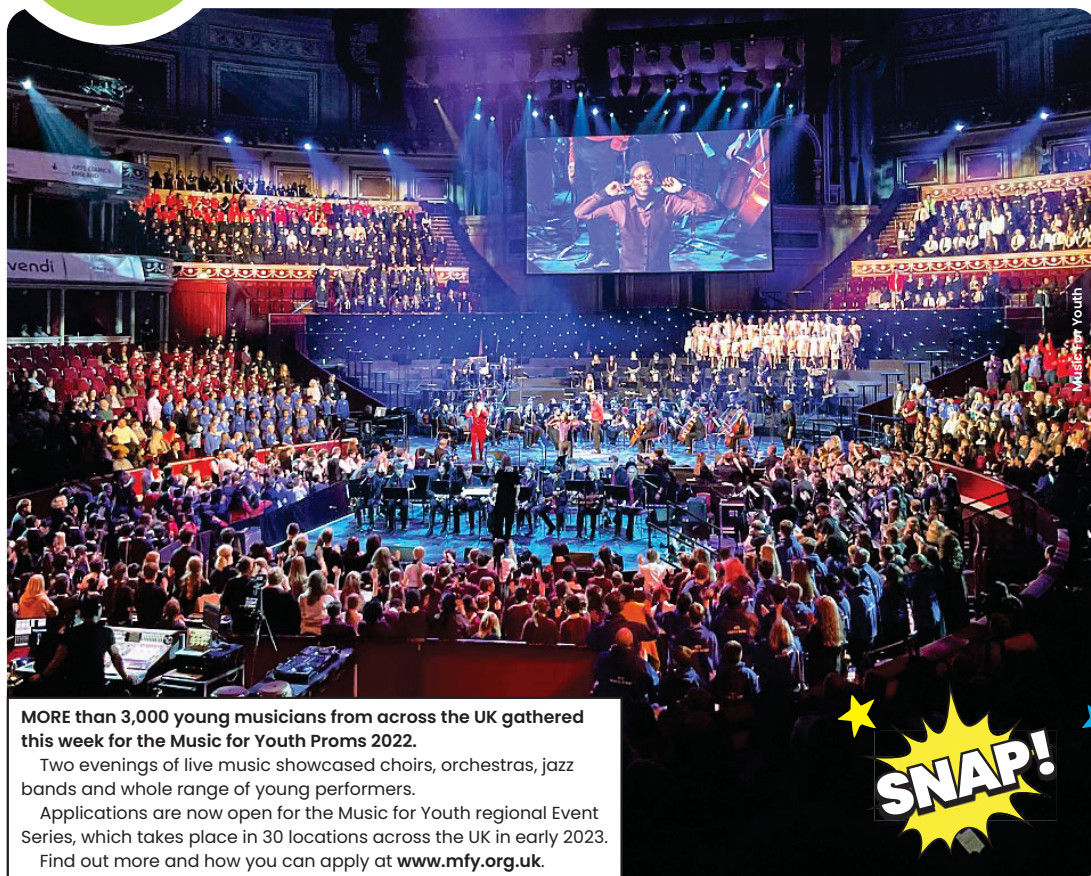 ARTS COUNCIL
ENGLAND
vendi
Music for Youth
MORE than 3,000 young musicians from across the UK gathered
this week for the Music for Youth Proms 2022.
Two evenings of live music showcased choirs, orchestras, jazz
bands and whole range of young performers.
Applications are now open for the Music for Youth regional Event
Series, which takes place in 30 locations across the UK in early 2023.
Find out more and how you can apply at www.mfy.org.uk.
SNAP!